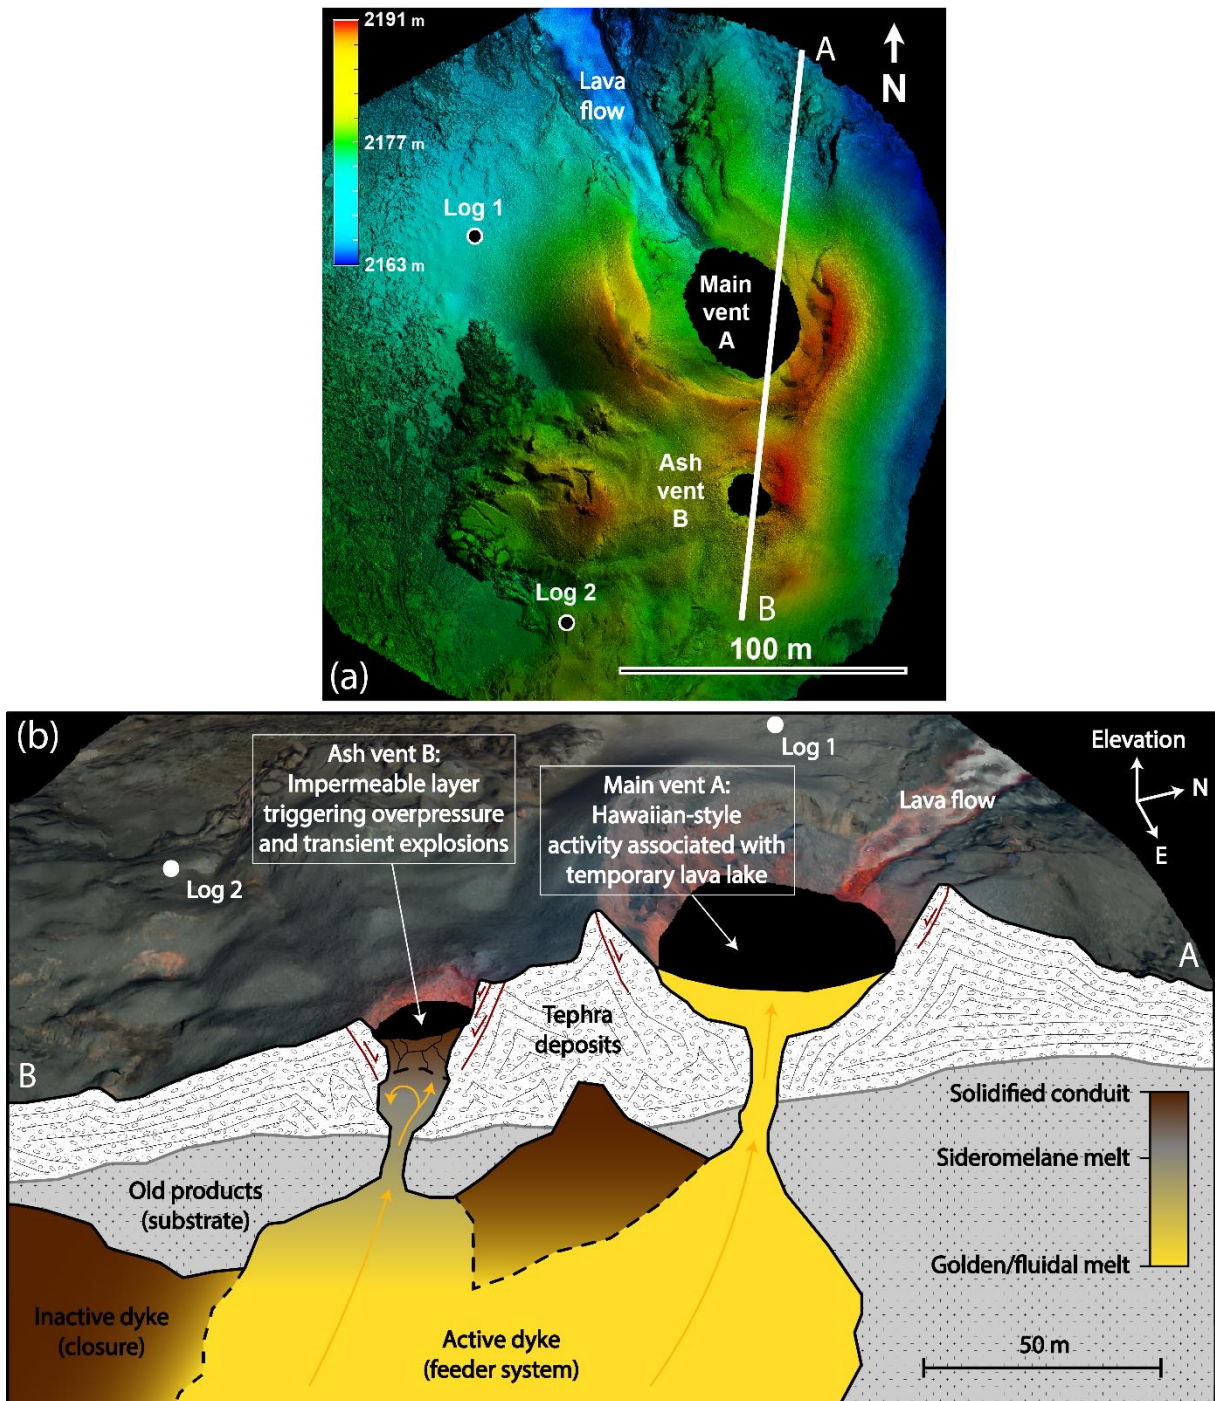 2191 m
2177 m
2163 m
Lava
flow
A
N
Log 1
Main
vent
A
Ash
vent
B
Log 2
B
100 m
(a)
(b)
Ash vent B:
Impermeable layer
triggering overpressure
and transient explosions
Main vent A:
Hawaiian-style
activity associated with
temporary lava lake
Log 1
Lava flow
Elevation
N
E
Log 2
A
B
Tephra
deposits
Old products
(substrate)
Inactive dyke
(closure)
Active dyke
(feeder system)
Solidified conduit
Sideromelane melt
Golden/fluidal melt
50 m